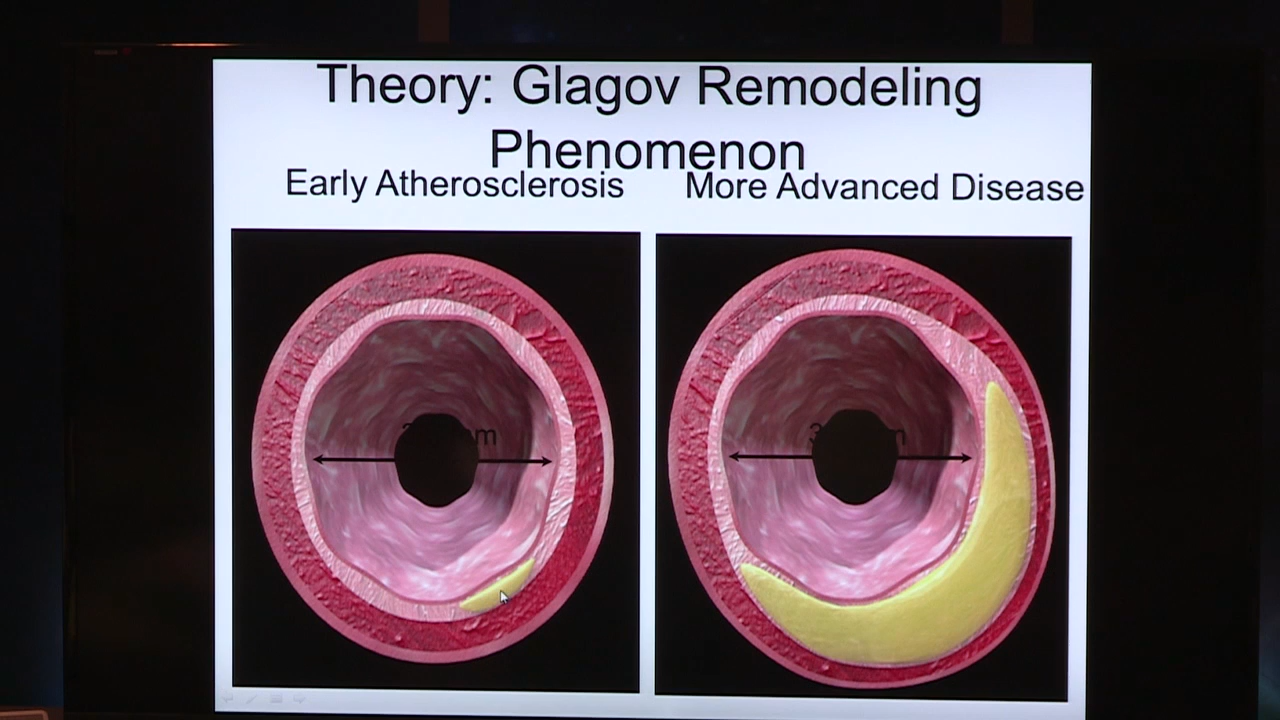 Theory: Glagov Remodeling
Phenomenon
Early Atherosclerosis
More Advanced Disease